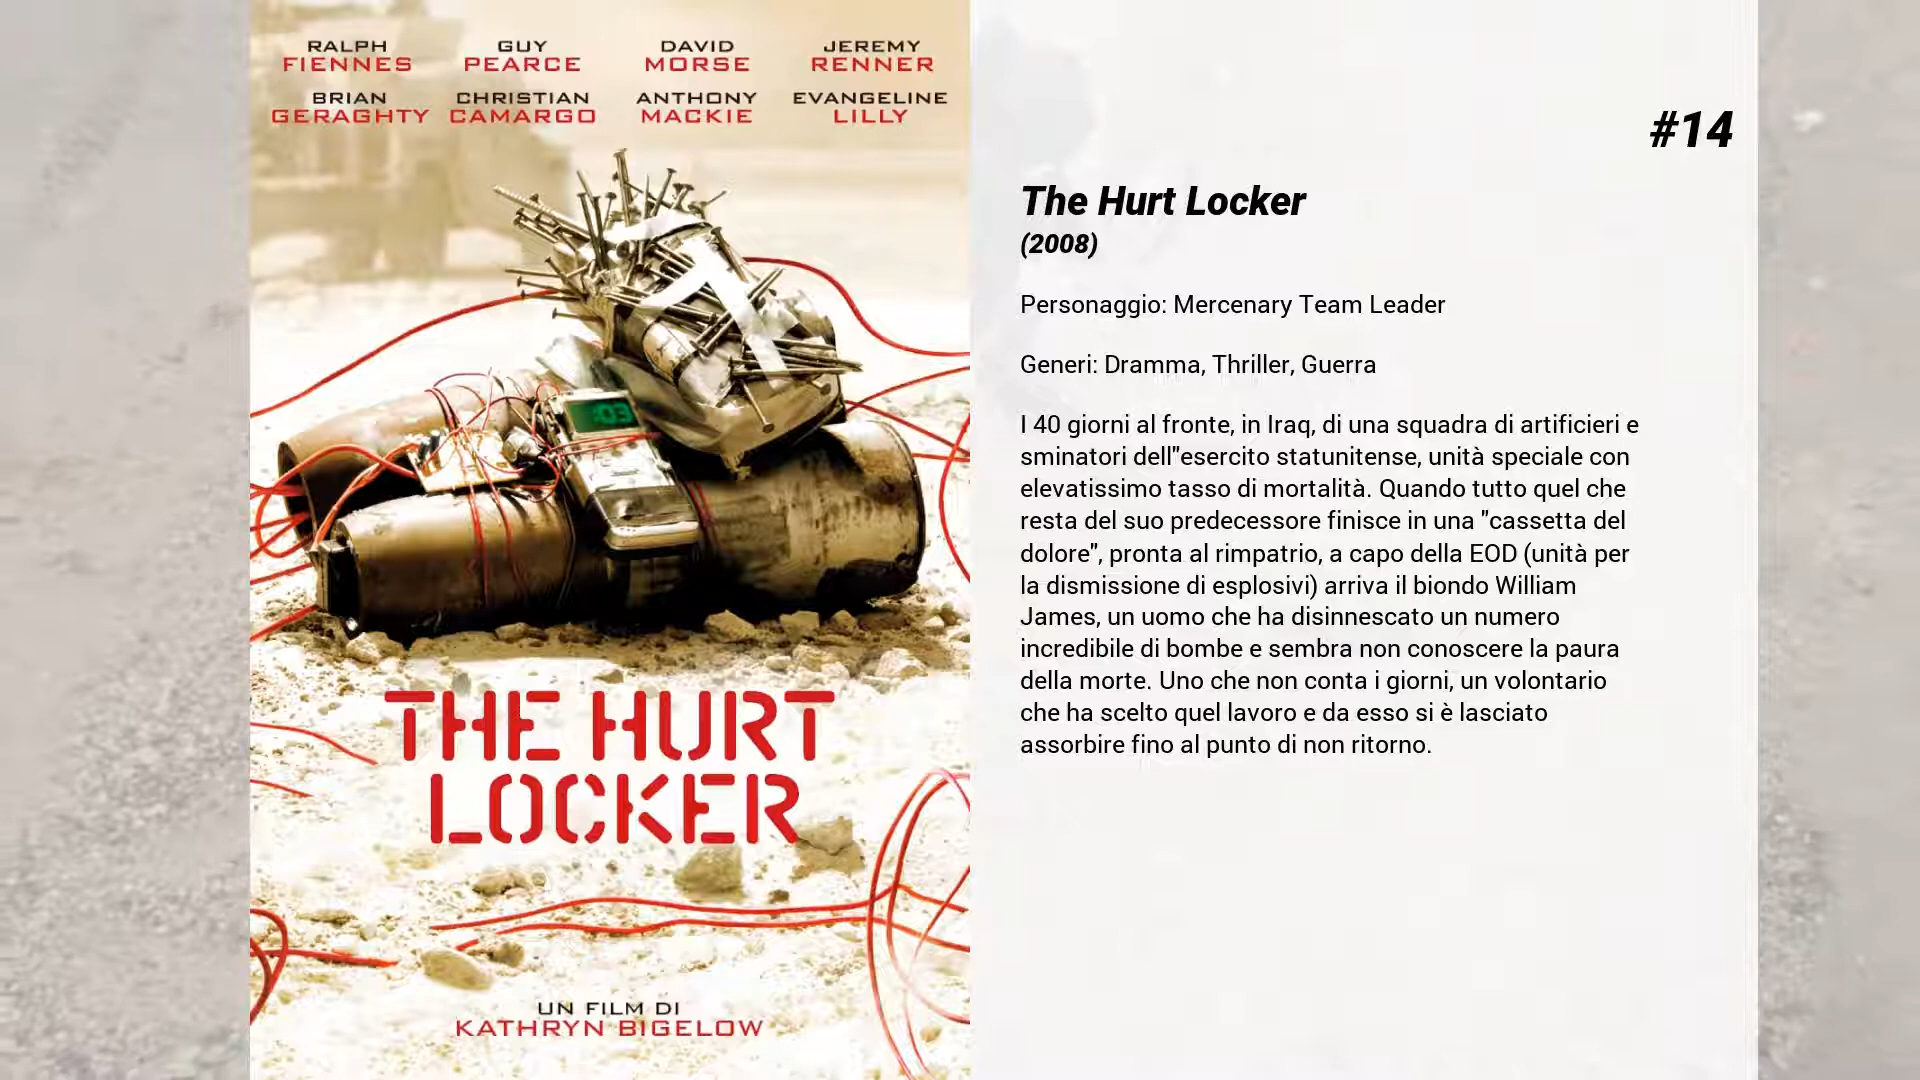 RALPH FIENNES
GUY PEARCE
DAVID MORSE
JEREMY RENNER
BRIAN GERAGHTY
CHRISTIAN CAMARGO
ANTHONY MACKIE
EVANGELINE LILLY
:03
THE HURT
LOCKER
UN FILM DI
KATHRYN BIGELOW
#14
The Hurt Locker
(2008)
Personaggio: Mercenary Team Leader
Generi: Dramma, Thriller, Guerra
I 40 giorni al fronte, in Iraq, di una squadra di artificieri e
sminatori dell"esercito statunitense, unità speciale con
elevatissimo tasso di mortalità. Quando tutto quel che
resta del suo predecessore finisce in una "cassetta del
dolore", pronta al rimpatrio, a capo della EOD (unità per
la dismissione di esplosivi) arriva il biondo William
James, un uomo che ha disinnescato un numero
incredibile di bombe e sembra non conoscere la paura
della morte. Uno che non conta i giorni, un volontario
che ha scelto quel lavoro e da esso si è lasciato
assorbire fino al punto di non ritorno.